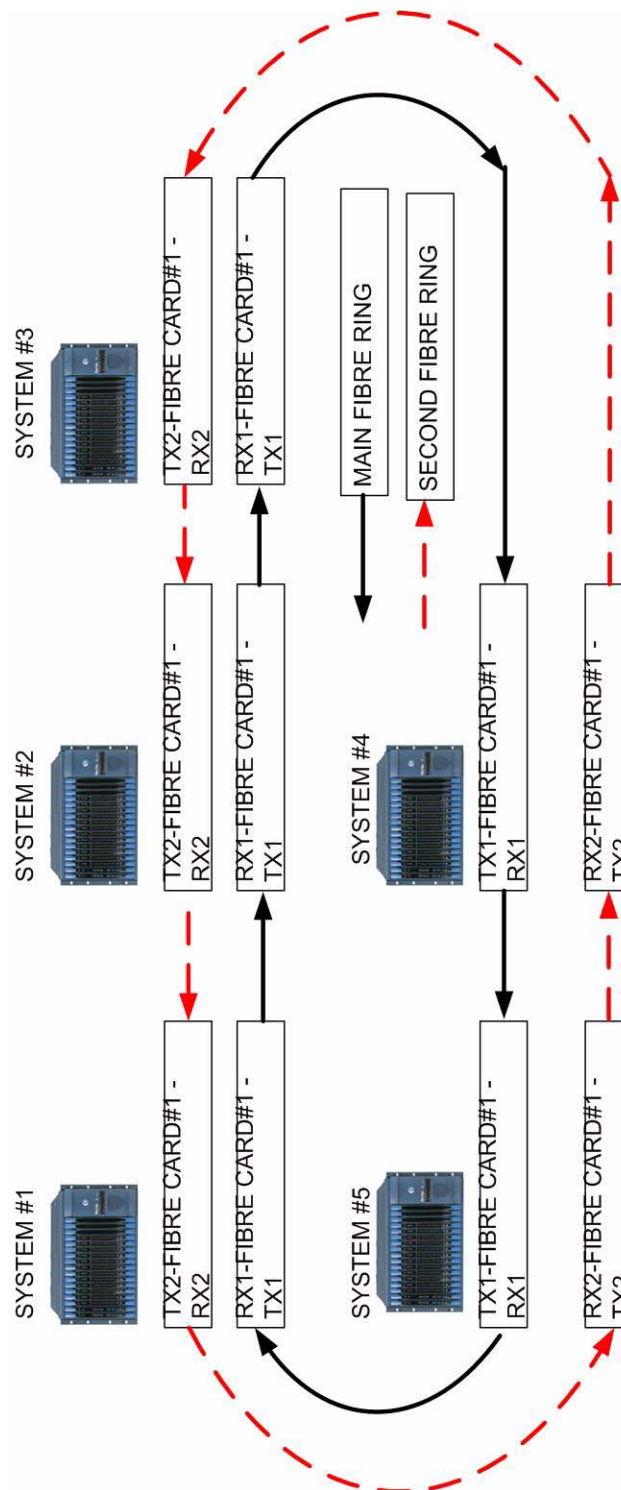 SYSTEM #1
SYSTEM #2
SYSTEM #3
TX2-FIBRE CARD#1 -
RX2
TX2-FIBRE CARD#1 -
RX2
TX2-FIBRE CARD#1 -
RX2
RX1-FIBRE CARD#1 -
TX1
RX1-FIBRE CARD#1 -
TX1
RX1-FIBRE CARD#1 -
TX1
MAIN FIBRE RING
SECOND FIBRE RING
SYSTEM #5
SYSTEM #4
TX1-FIBRE CARD#1 -
RX1
TX1-FIBRE CARD#1 -
RX1
RX2-FIBRE CARD#1 -
TX2
RX2-FIBRE CARD#1 -
TX2